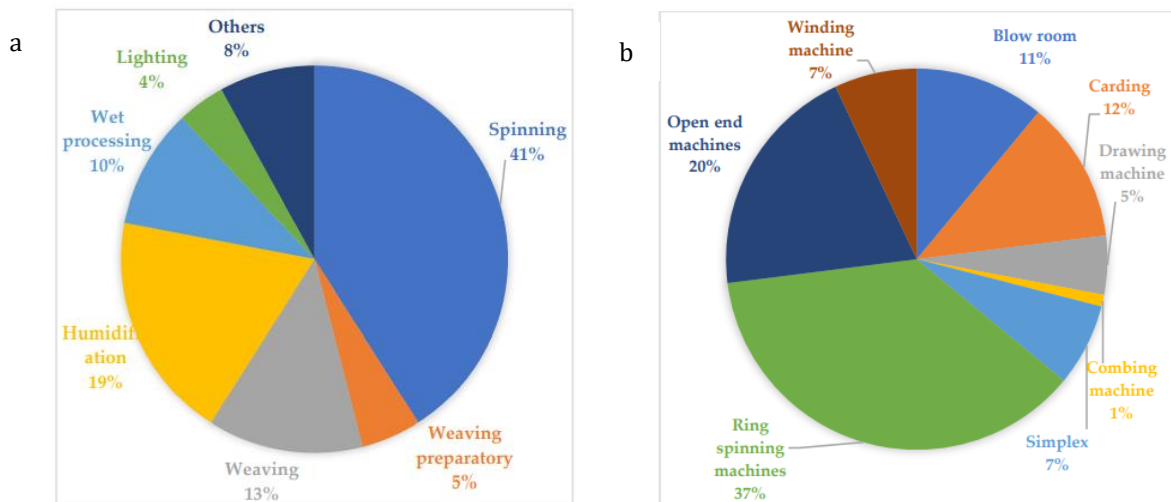 a
Others
8%
Lighting
4%
Wet
processing
10%
Spinning
41%
Humidific
ation
19%
Weaving
13%
Weaving
preparatory
5%
b
Winding
machine
7%
Blow room
11%
Carding
12%
Open end
machines
20%
Drawing
machine
5%
Combing
machine
1%
Ring
spinning
machines
37%
Simplex
7%